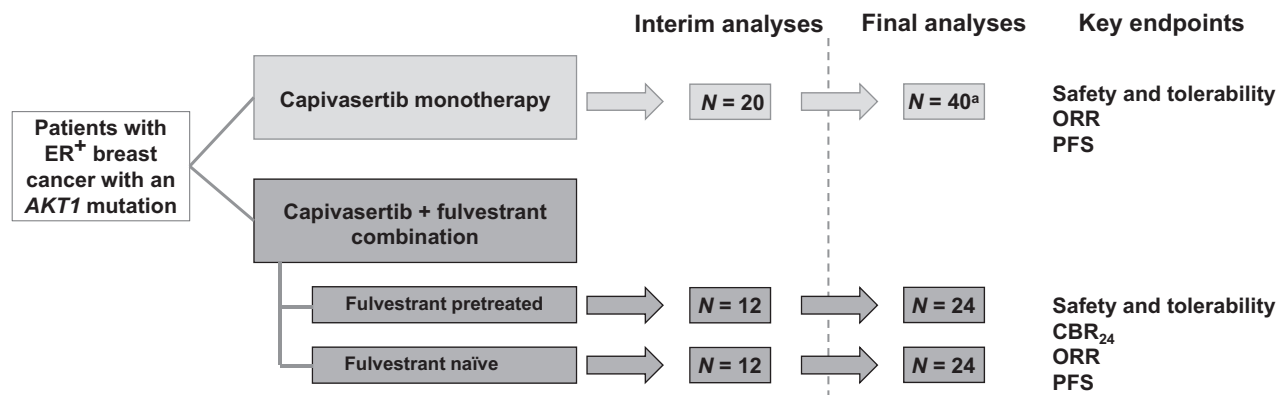 Interim analyses
Final analyses
Key endpoints
Patients with
ER⁺ breast
cancer with an
AKT1 mutation
Capivasertib monotherapy
N = 20
N = 40ᵃ
Safety and tolerability
ORR
PFS
Capivasertib + fulvestrant
combination
Fulvestrant pretreated
N = 12
N = 24
Fulvestrant naïve
N = 12
N = 24
Safety and tolerability
CBR₂₄
ORR
PFS